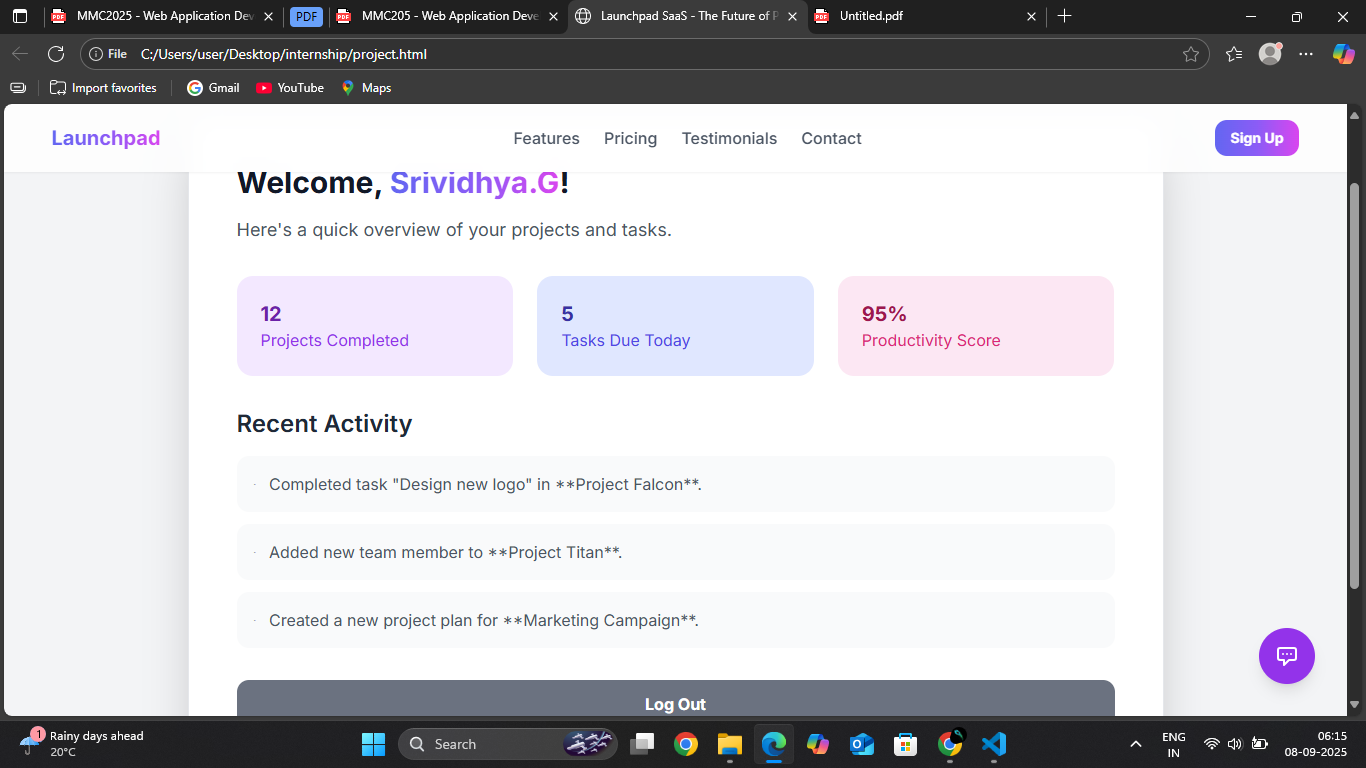 MMC2025 - Web Application Dev
PDF
MMC205 - Web Application Deve
Launchpad SaaS - The Future of P
Untitled.pdf
File
C:/Users/user/Desktop/internship/project.html
Import favorites
Gmail
YouTube
Maps
Launchpad
Features
Pricing
Testimonials
Contact
Sign Up
Welcome, Srividhya.G!
Here's a quick overview of your projects and tasks.
12
Projects Completed
5
Tasks Due Today
95%
Productivity Score
Recent Activity
Completed task "Design new logo" in **Project Falcon**.
Added new team member to **Project Titan**.
Created a new project plan for **Marketing Campaign**.
Log Out
1
Rainy days ahead
20°C
Search
ENG
IN
06:15
08-09-2025